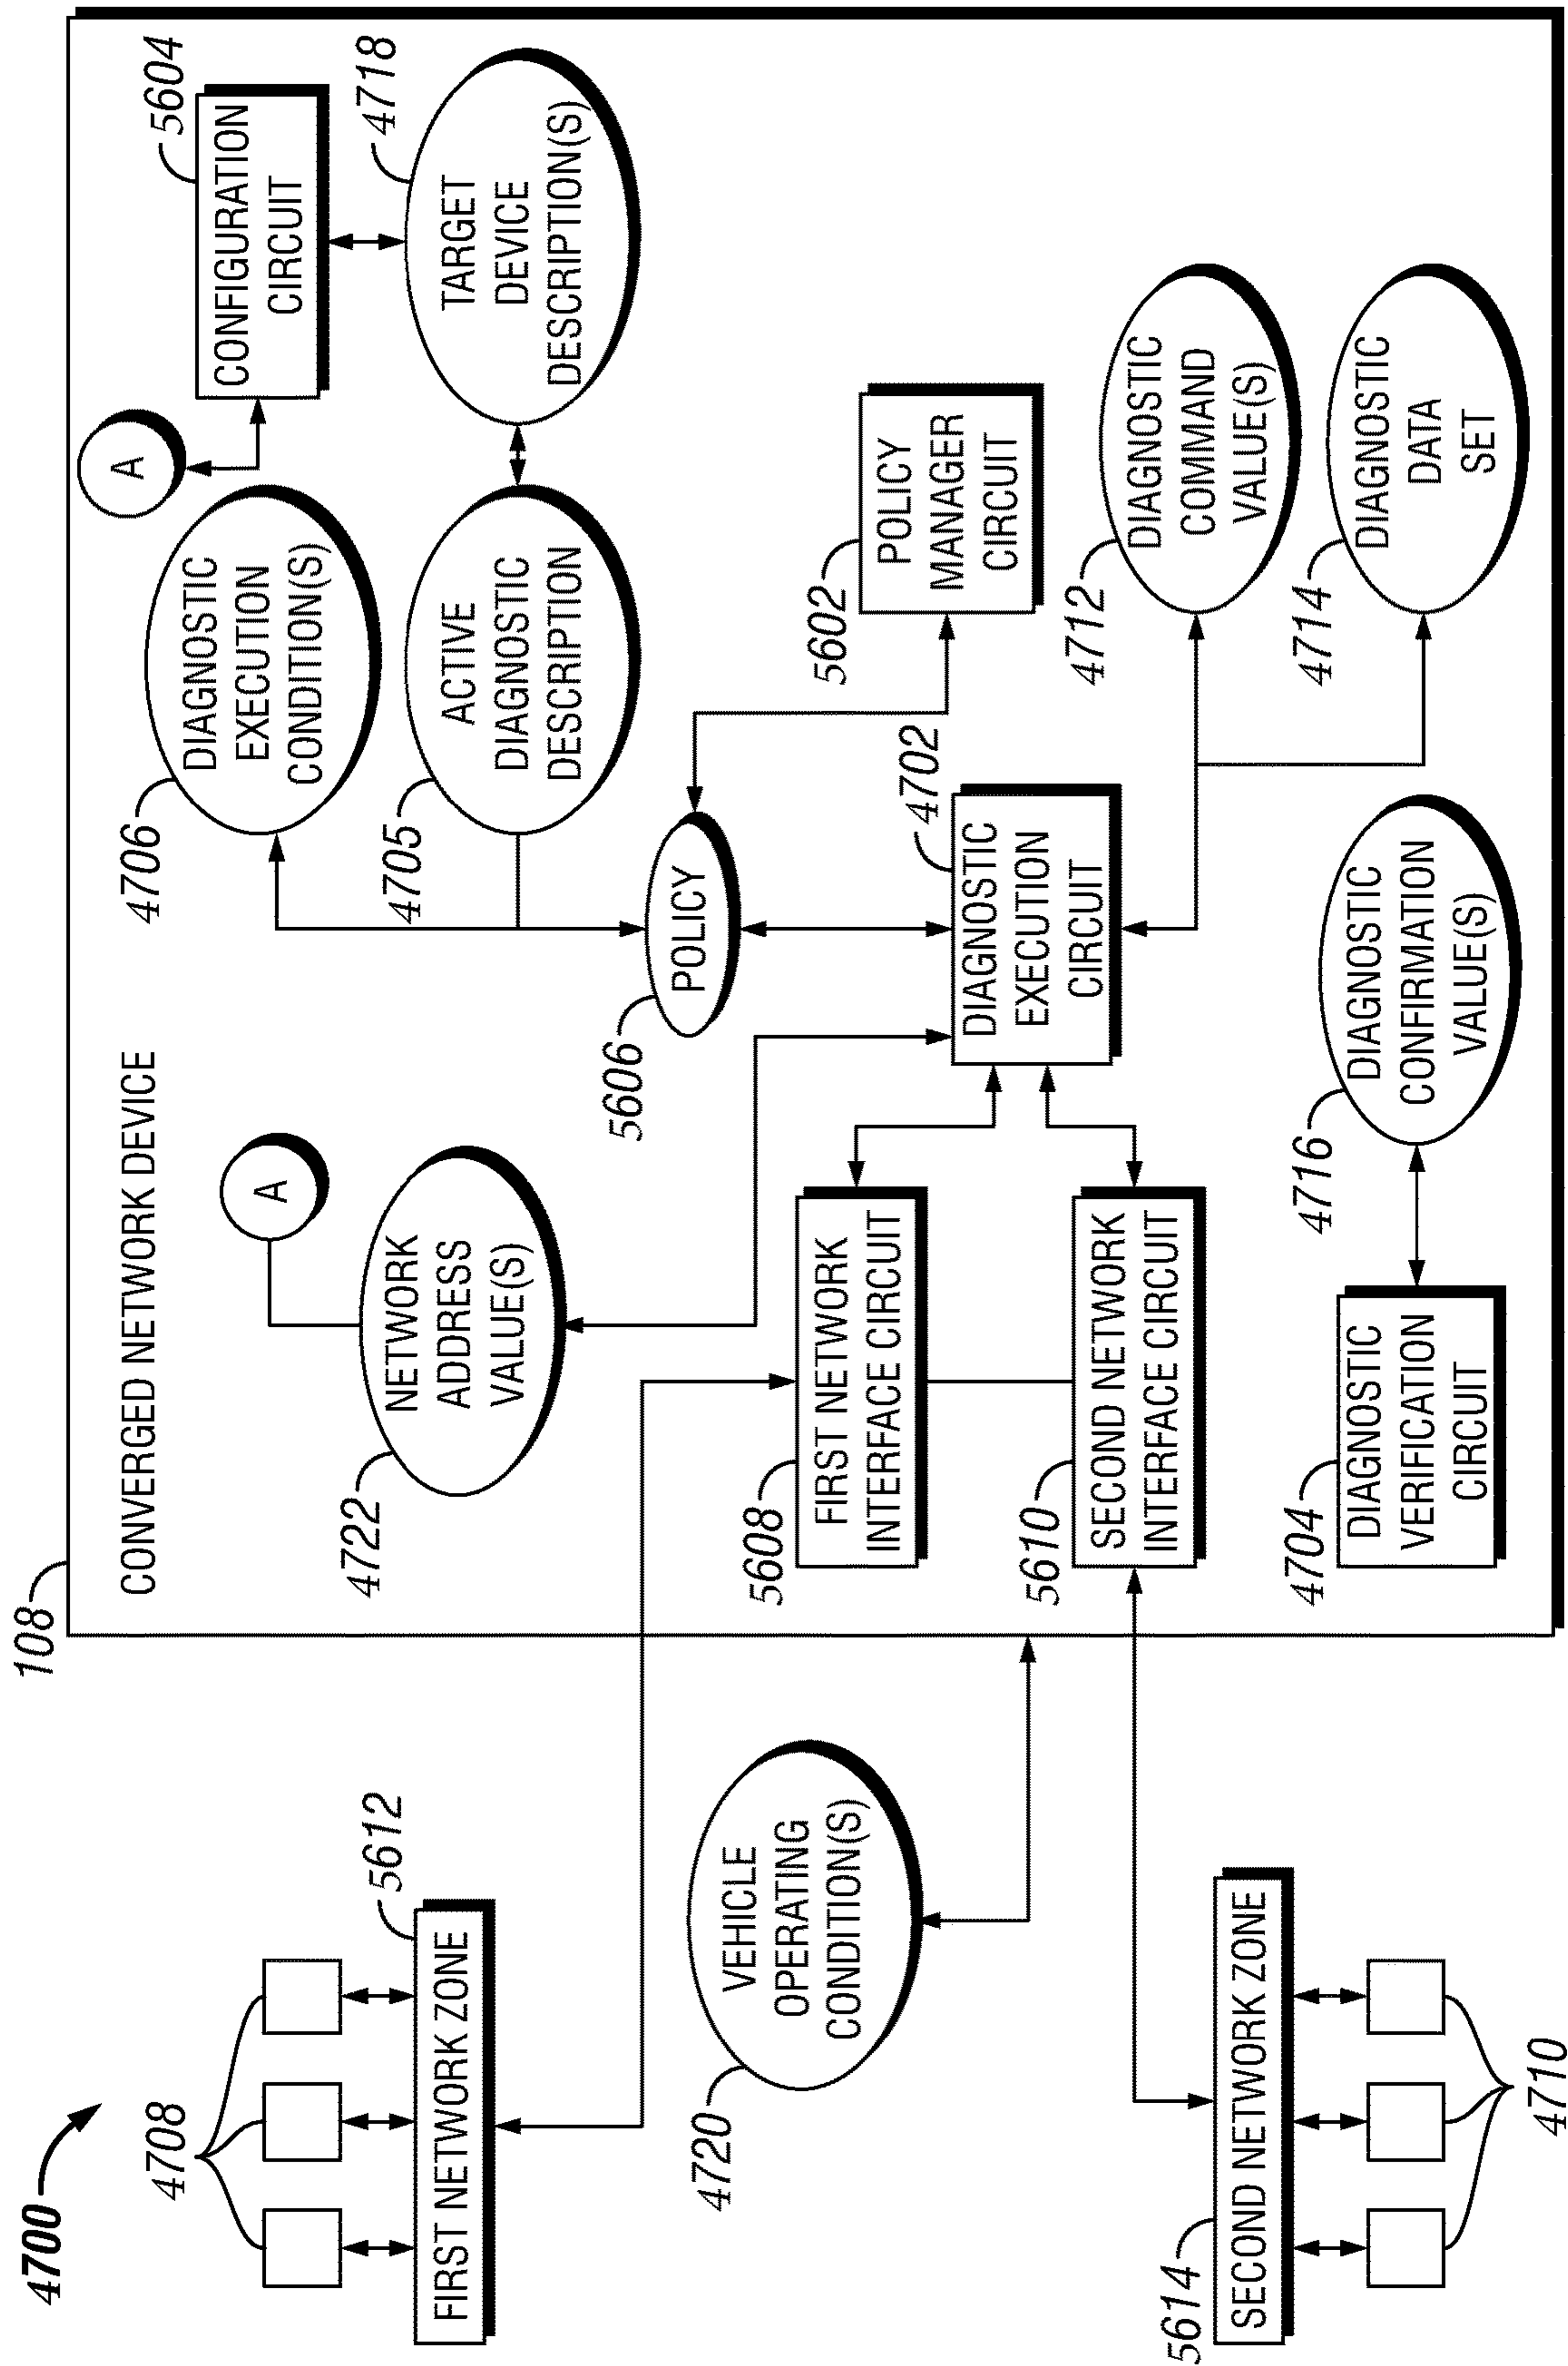 4700
4708
5612
FIRST NETWORK ZONE
4720
VEHICLE
OPERATING
CONDITION(S)
5614
SECOND NETWORK ZONE
4710
108
CONVERGED NETWORK DEVICE
4722
NETWORK
ADDRESS
VALUE(S)
A
4706
DIAGNOSTIC
EXECUTION
CONDITION(S)
A
5604
CONFIGURATION
CIRCUIT
4705
ACTIVE
DIAGNOSTIC
DESCRIPTION
4718
TARGET
DEVICE
DESCRIPTION(S)
5606
POLICY
5602
POLICY
MANAGER
CIRCUIT
5608
FIRST NETWORK
INTERFACE CIRCUIT
4702
DIAGNOSTIC
EXECUTION
CIRCUIT
5610
SECOND NETWORK
INTERFACE CIRCUIT
4712
DIAGNOSTIC
COMMAND
VALUE(S)
4704
DIAGNOSTIC
VERIFICATION
CIRCUIT
4716
DIAGNOSTIC
CONFIRMATION
VALUE(S)
4714
DIAGNOSTIC
DATA
SET